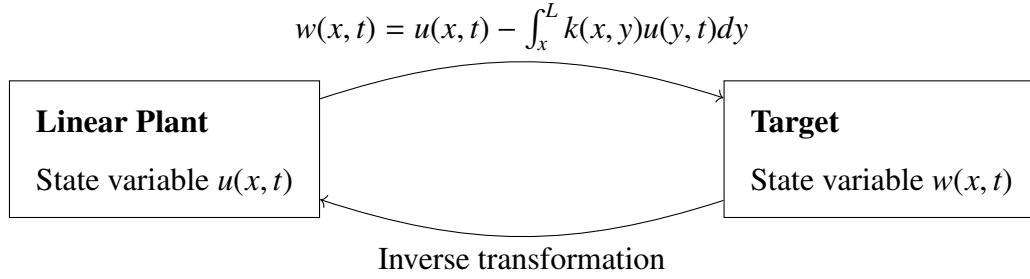 w(x, t) = u(x, t) − ∫_x^L k(x, y)u(y, t)dy
Linear Plant
State variable u(x, t)
Target
State variable w(x, t)
Inverse transformation